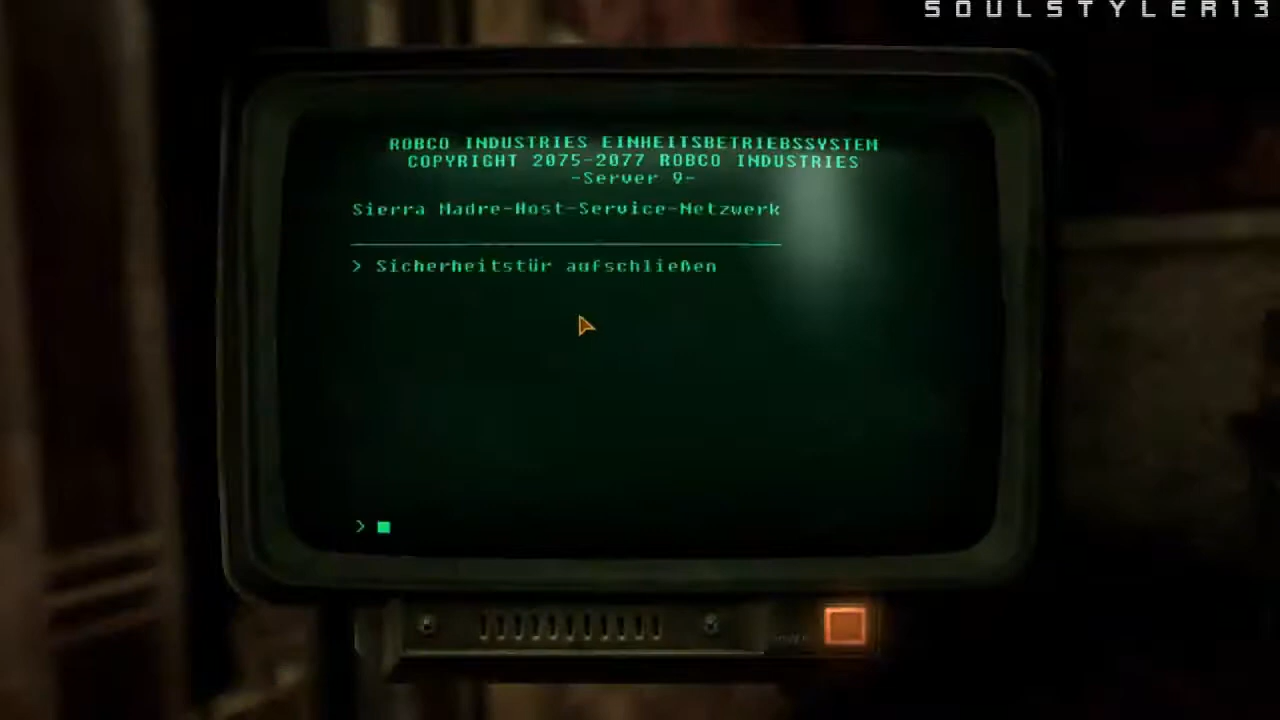 SOULSTYLER13
ROBCO INDUSTRIES EINHEITSBETRIEBSSYSTEM
COPYRIGHT 2075-2077 ROBCO INDUSTRIES
-Server 9-
Sierra Madre-Host-Service-Netzwerk
> Sicherheitstür aufschließen
>